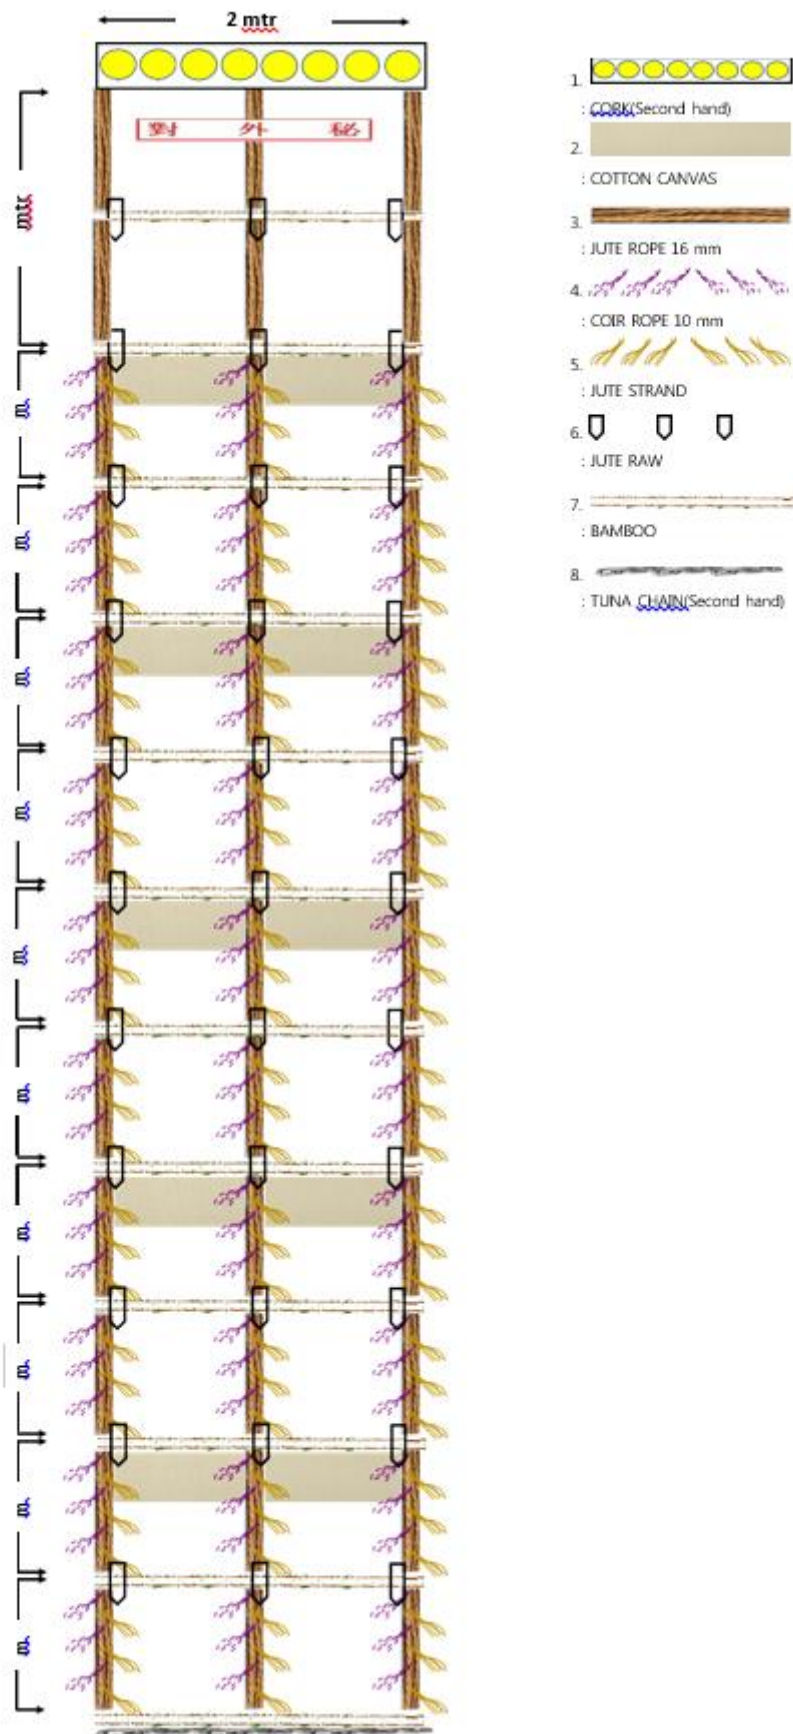 2 mtr
對 外 秘
mtr
m
m
m
m
m
m
m
m
m
m
1.
: CORK(Second hand)
2.
: COTTON CANVAS
3.
: JUTE ROPE 16 mm
4.
: COIR ROPE 10 mm
5.
: JUTE STRAND
6.
: JUTE RAW
7.
: BAMBOO
8.
: TUNA CHAIN(Second hand)